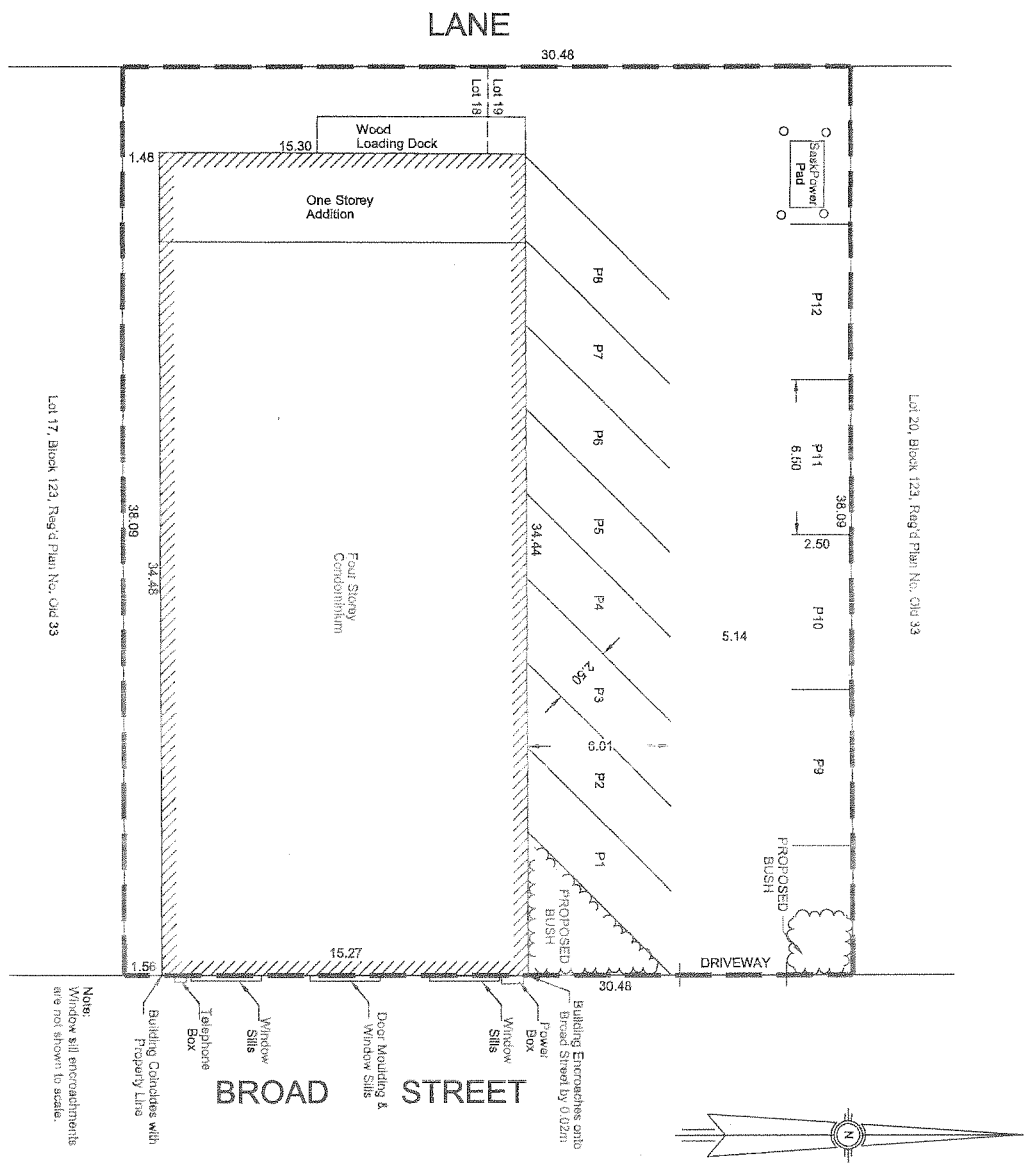 LANE
30.48
Lot 18
Lot 19
Wood
Loading Dock
15.30
1.48
One Storey
Addition
SaskPower
Pad
P8
P7
P6
P5
P4
P3
P2
P1
P12
P11
P10
P9
6.50
38.09
2.50
Lot 20, Block 123, Reg'd Plan No. Old 33
Lot 17, Block 123, Reg'd Plan No. Old 33
38.09
34.48
Four Storey
Condominium
34.44
5.14
2.50
6.01
PROPOSED
BUSH
PROPOSED
BUSH
15.27
1.56
30.48
DRIVEWAY
Note:
Window sill encroachments
are not shown to scale.
Building Coincides with
Property Line
Telephone
Box
Window
Sills
Door Moulding &
Window Sills
Window
Sills
Power
Box
Building Encroaches onto
Broad Street by 0.02m
BROAD STREET
N